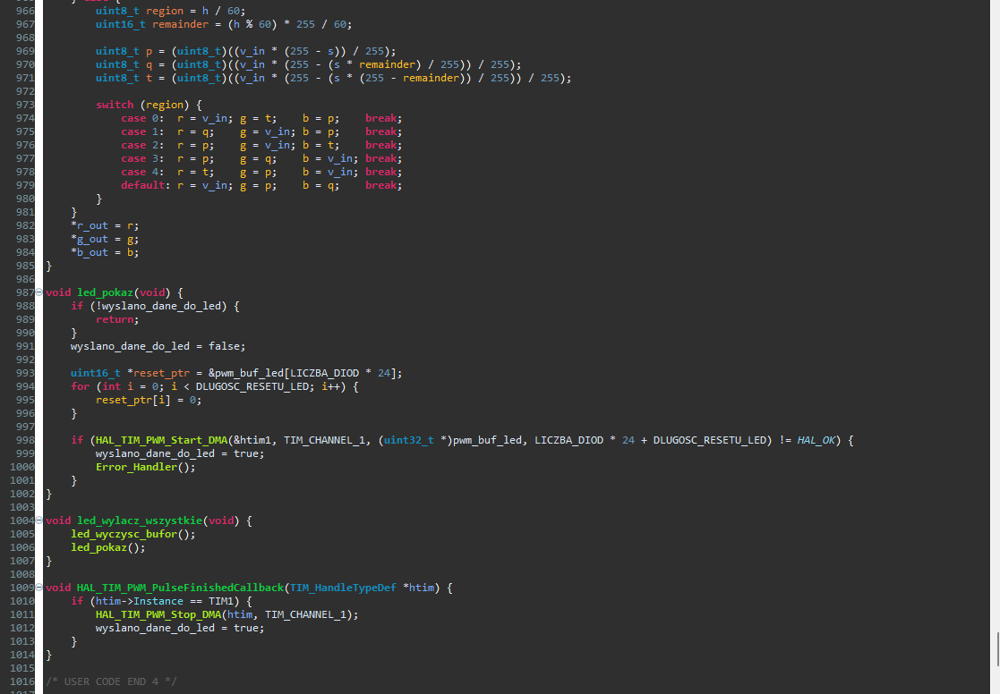 966 uint8_t region = h / 60;
967 uint16_t remainder = (h % 60) * 255 / 60;
968
969 uint8_t p = (uint8_t)((v_in * (255 - s)) / 255);
970 uint8_t q = (uint8_t)((v_in * (255 - (s * remainder) / 255)) / 255);
971 uint8_t t = (uint8_t)((v_in * (255 - (s * (255 - remainder)) / 255)) / 255);
972
973 switch (region) {
974 case 0: r = v_in; g = t; b = p; break;
975 case 1: r = q; g = v_in; b = p; break;
976 case 2: r = p; g = v_in; b = t; break;
977 case 3: r = p; g = q; b = v_in; break;
978 case 4: r = t; g = p; b = v_in; break;
979 default: r = v_in; g = p; b = q; break;
980 }
981 }
982 *r_out = r;
983 *g_out = g;
984 *b_out = b;
985 }
986
987 void led_pokaz(void) {
988 if (!wyslano_dane_do_led) {
989 return;
990 }
991 wyslano_dane_do_led = false;
992
993 uint16_t *reset_ptr = &pwm_buf_led[LICZBA_DIOD * 24];
994 for (int i = 0; i < DLUGOSC_RESETU_LED; i++) {
995 reset_ptr[i] = 0;
996 }
997
998 if (HAL_TIM_PWM_Start_DMA(&htim1, TIM_CHANNEL_1, (uint32_t *)pwm_buf_led, LICZBA_DIOD * 24 + DLUGOSC_RESETU_LED) != HAL_OK) {
999 wyslano_dane_do_led = true;
1000 Error_Handler();
1001 }
1002 }
1003
1004 void led_wylacz_wszystkie(void) {
1005 led_wyczysc_bufor();
1006 led_pokaz();
1007 }
1008
1009 void HAL_TIM_PWM_PulseFinishedCallback(TIM_HandleTypeDef *htim) {
1010 if (htim->Instance == TIM1) {
1011 HAL_TIM_PWM_Stop_DMA(htim, TIM_CHANNEL_1);
1012 wyslano_dane_do_led = true;
1013 }
1014 }
1015
1016 /* USER CODE END 4 */